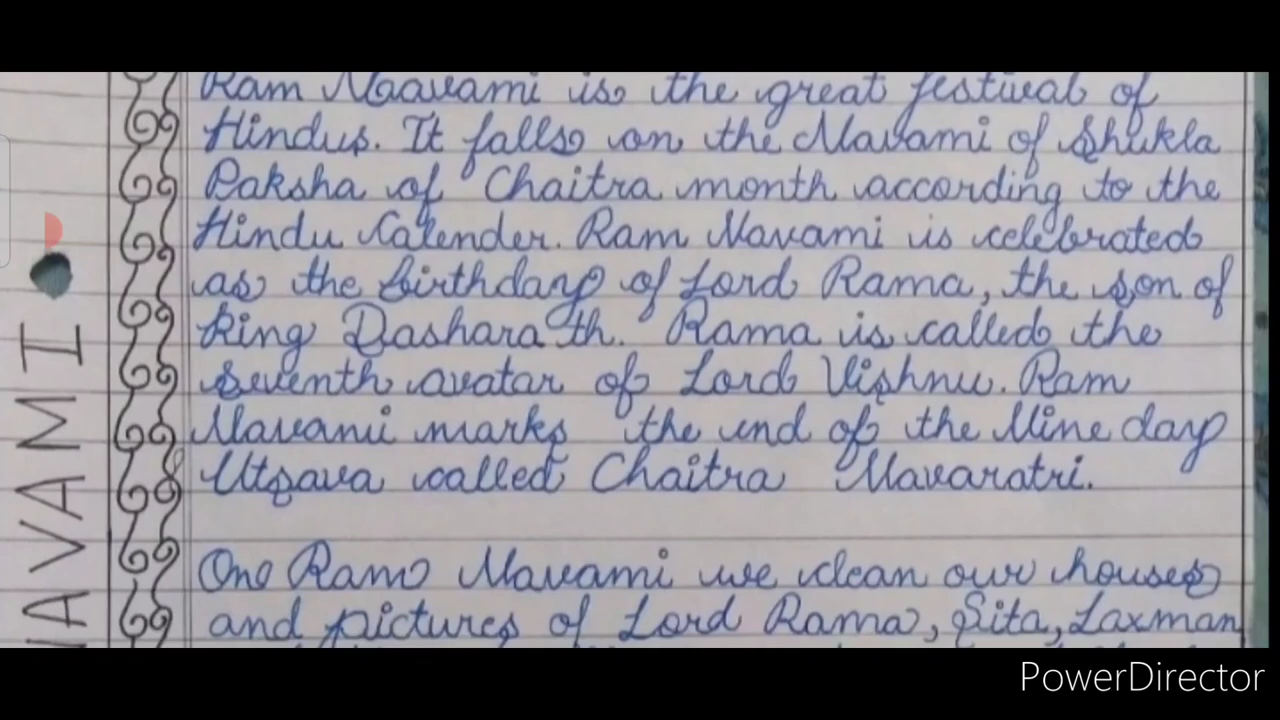 Ram Naavami is the great festival of
Hindus. It falls on the Navami of Shukla
Paksha of Chaitra month according to the
Hindu Calender. Ram Navami is celebrated
as the birthday of Lord Rama, the son of
king Dasharath. Rama is called the
seventh avatar of Lord Vishnu. Ram
Navami marks the end of the Nine day
Utsava called Chaitra Navaratri.
One Ram Navami we clean our houses
and pictures of Lord Rama, Sita, Laxman
NAVAMI
PowerDirector